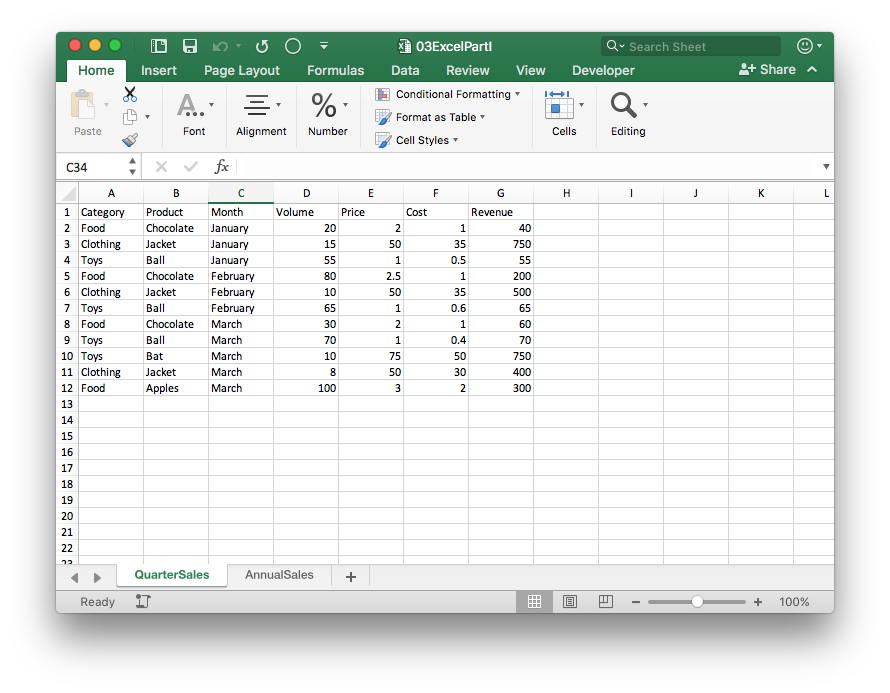 03ExcelPartI
Search Sheet
Home Insert Page Layout Formulas Data Review View Developer Share
Paste Font Alignment Number Conditional Formatting Format as Table Cell Styles Cells Editing
C34 fx
A B C D E F G H I J K L
1 Category Product Month Volume Price Cost Revenue
2 Food Chocolate January 20 2 1 40
3 Clothing Jacket January 15 50 35 750
4 Toys Ball January 55 1 0.5 55
5 Food Chocolate February 80 2.5 1 200
6 Clothing Jacket February 10 50 35 500
7 Toys Ball February 65 1 0.6 65
8 Food Chocolate March 30 2 1 60
9 Toys Ball March 70 1 0.4 70
10 Toys Bat March 10 75 50 750
11 Clothing Jacket March 8 50 30 400
12 Food Apples March 100 3 2 300
13
14
15
16
17
18
19
20
21
22
23
QuarterSales AnnualSales +
Ready 100%